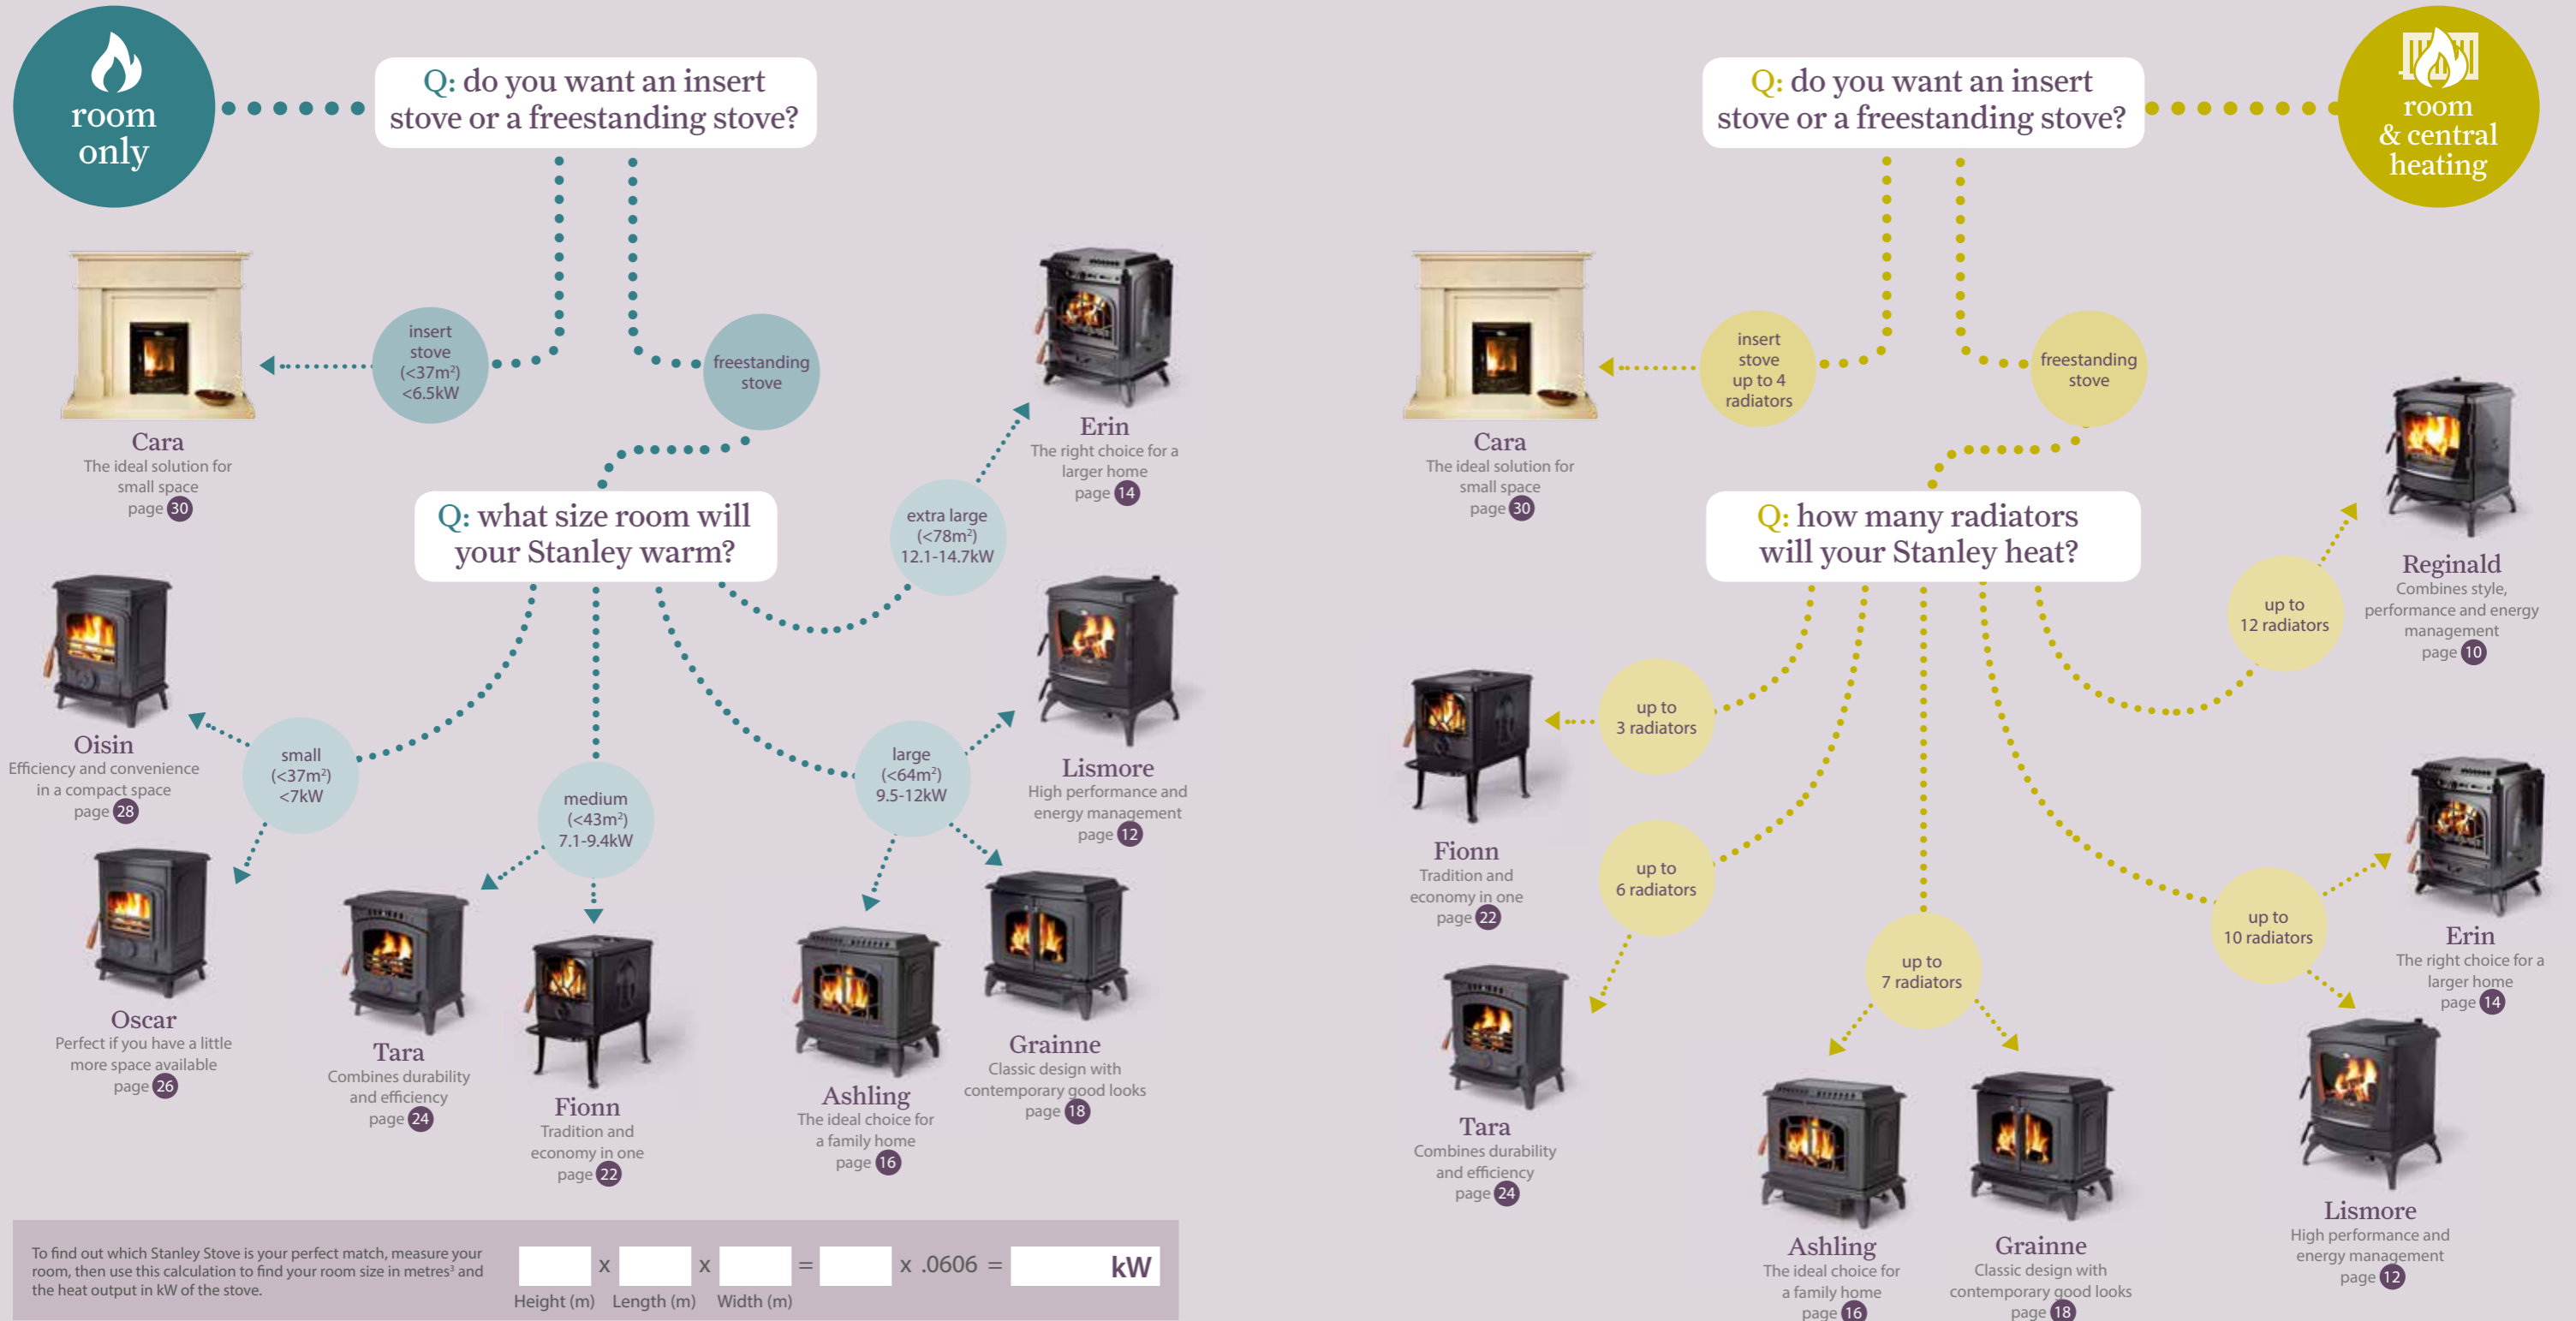 room
only
Q: do you want an insert
stove or a freestanding stove?
insert
stove
(<37m²)
<6.5kW
freestanding
stove
Cara
The ideal solution for
small space
page 30
Erin
The right choice for a
larger home
page 14
Q: what size room will
your Stanley warm?
extra large
(<78m²)
12.1-14.7kW
Oisin
Efficiency and convenience
in a compact space
page 28
small
(<37m²)
<7kW
medium
(<43m²)
7.1-9.4kW
large
(<64m²)
9.5-12kW
Lismore
High performance and
energy management
page 12
Oscar
Perfect if you have a little
more space available
page 26
Tara
Combines durability
and efficiency
page 24
Fionn
Tradition and
economy in one
page 22
Ashling
The ideal choice for
a family home
page 16
Grainne
Classic design with
contemporary good looks
page 18
To find out which Stanley Stove is your perfect match, measure your
room, then use this calculation to find your room size in metres³ and
the heat output in kW of the stove.
x x = x .0606 = kW
Height (m) Length (m) Width (m)
Q: do you want an insert
stove or a freestanding stove?
room
& central
heating
insert
stove
up to 4
radiators
freestanding
stove
Cara
The ideal solution for
small space
page 30
Q: how many radiators
will your Stanley heat?
up to
12 radiators
Reginald
Combines style,
performance and energy
management
page 10
up to
3 radiators
Fionn
Tradition and
economy in one
page 22
up to
6 radiators
Tara
Combines durability
and efficiency
page 24
up to
7 radiators
Ashling
The ideal choice for
a family home
page 16
Grainne
Classic design with
contemporary good looks
page 18
up to
10 radiators
Erin
The right choice for a
larger home
page 14
Lismore
High performance and
energy management
page 12